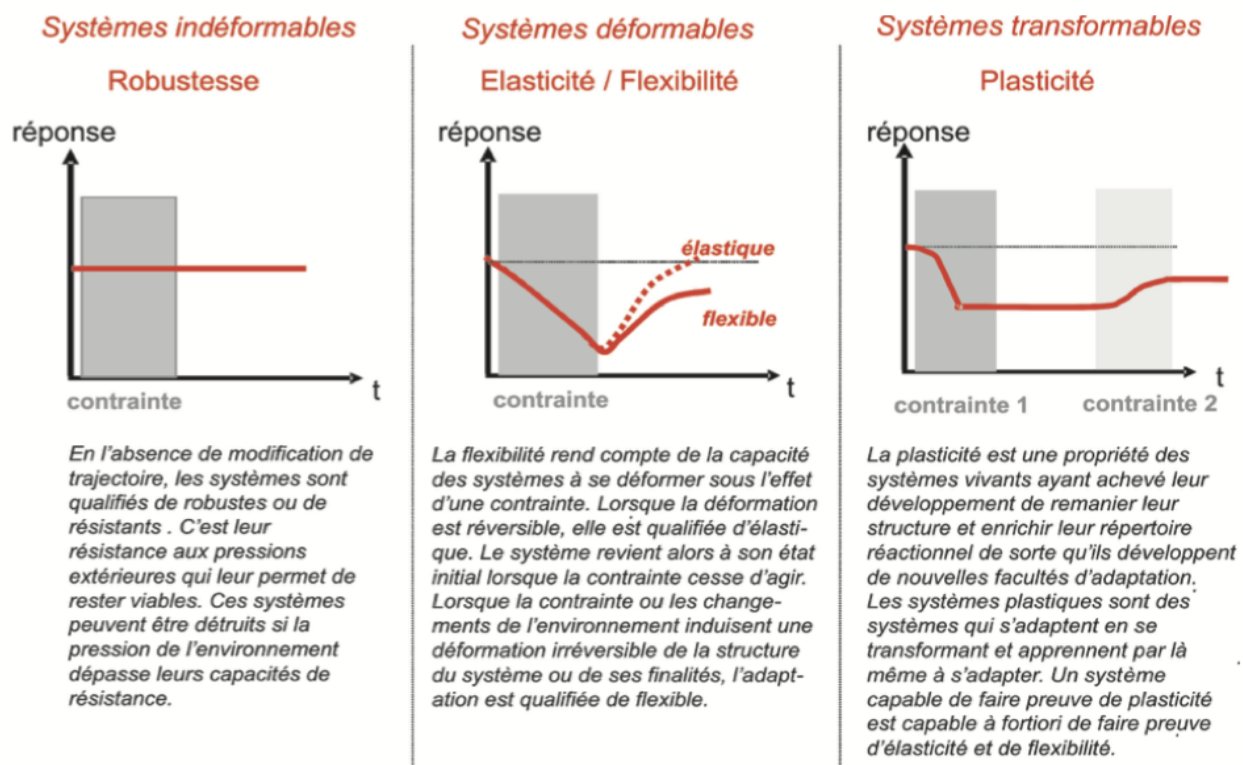 Systèmes indéformables
Robustesse
réponse
t
contrainte
En l'absence de modification de
trajectoire, les systèmes sont
qualifiés de robustes ou de
résistants . C'est leur
résistance aux pressions
extérieures qui leur permet de
rester viables. Ces systèmes
peuvent être détruits si la
pression de l'environnement
dépasse leurs capacités de
résistance.
Systèmes déformables
Elasticité / Flexibilité
réponse
élastique
flexible
t
contrainte
La flexibilité rend compte de la capacité
des systèmes à se déformer sous l'effet
d'une contrainte. Lorsque la déformation
est réversible, elle est qualifiée d'élasti-
que. Le système revient alors à son état
initial lorsque la contrainte cesse d'agir.
Lorsque la contrainte ou les change-
ments de l'environnement induisent une
déformation irréversible de la structure
du système ou de ses finalités, l'adapt-
ation est qualifiée de flexible.
Systèmes transformables
Plasticité
réponse
t
contrainte 1
contrainte 2
La plasticité est une propriété des
systèmes vivants ayant achevé leur
développement de remanier leur
structure et enrichir leur répertoire
réactionnel de sorte qu'ils développent
de nouvelles facultés d'adaptation.
Les systèmes plastiques sont des
systèmes qui s'adaptent en se
transformant et apprennent par là
même à s'adapter. Un système
capable de faire preuve de plasticité
est capable à fortiori de faire preuve
d'élasticité et de flexibilité.